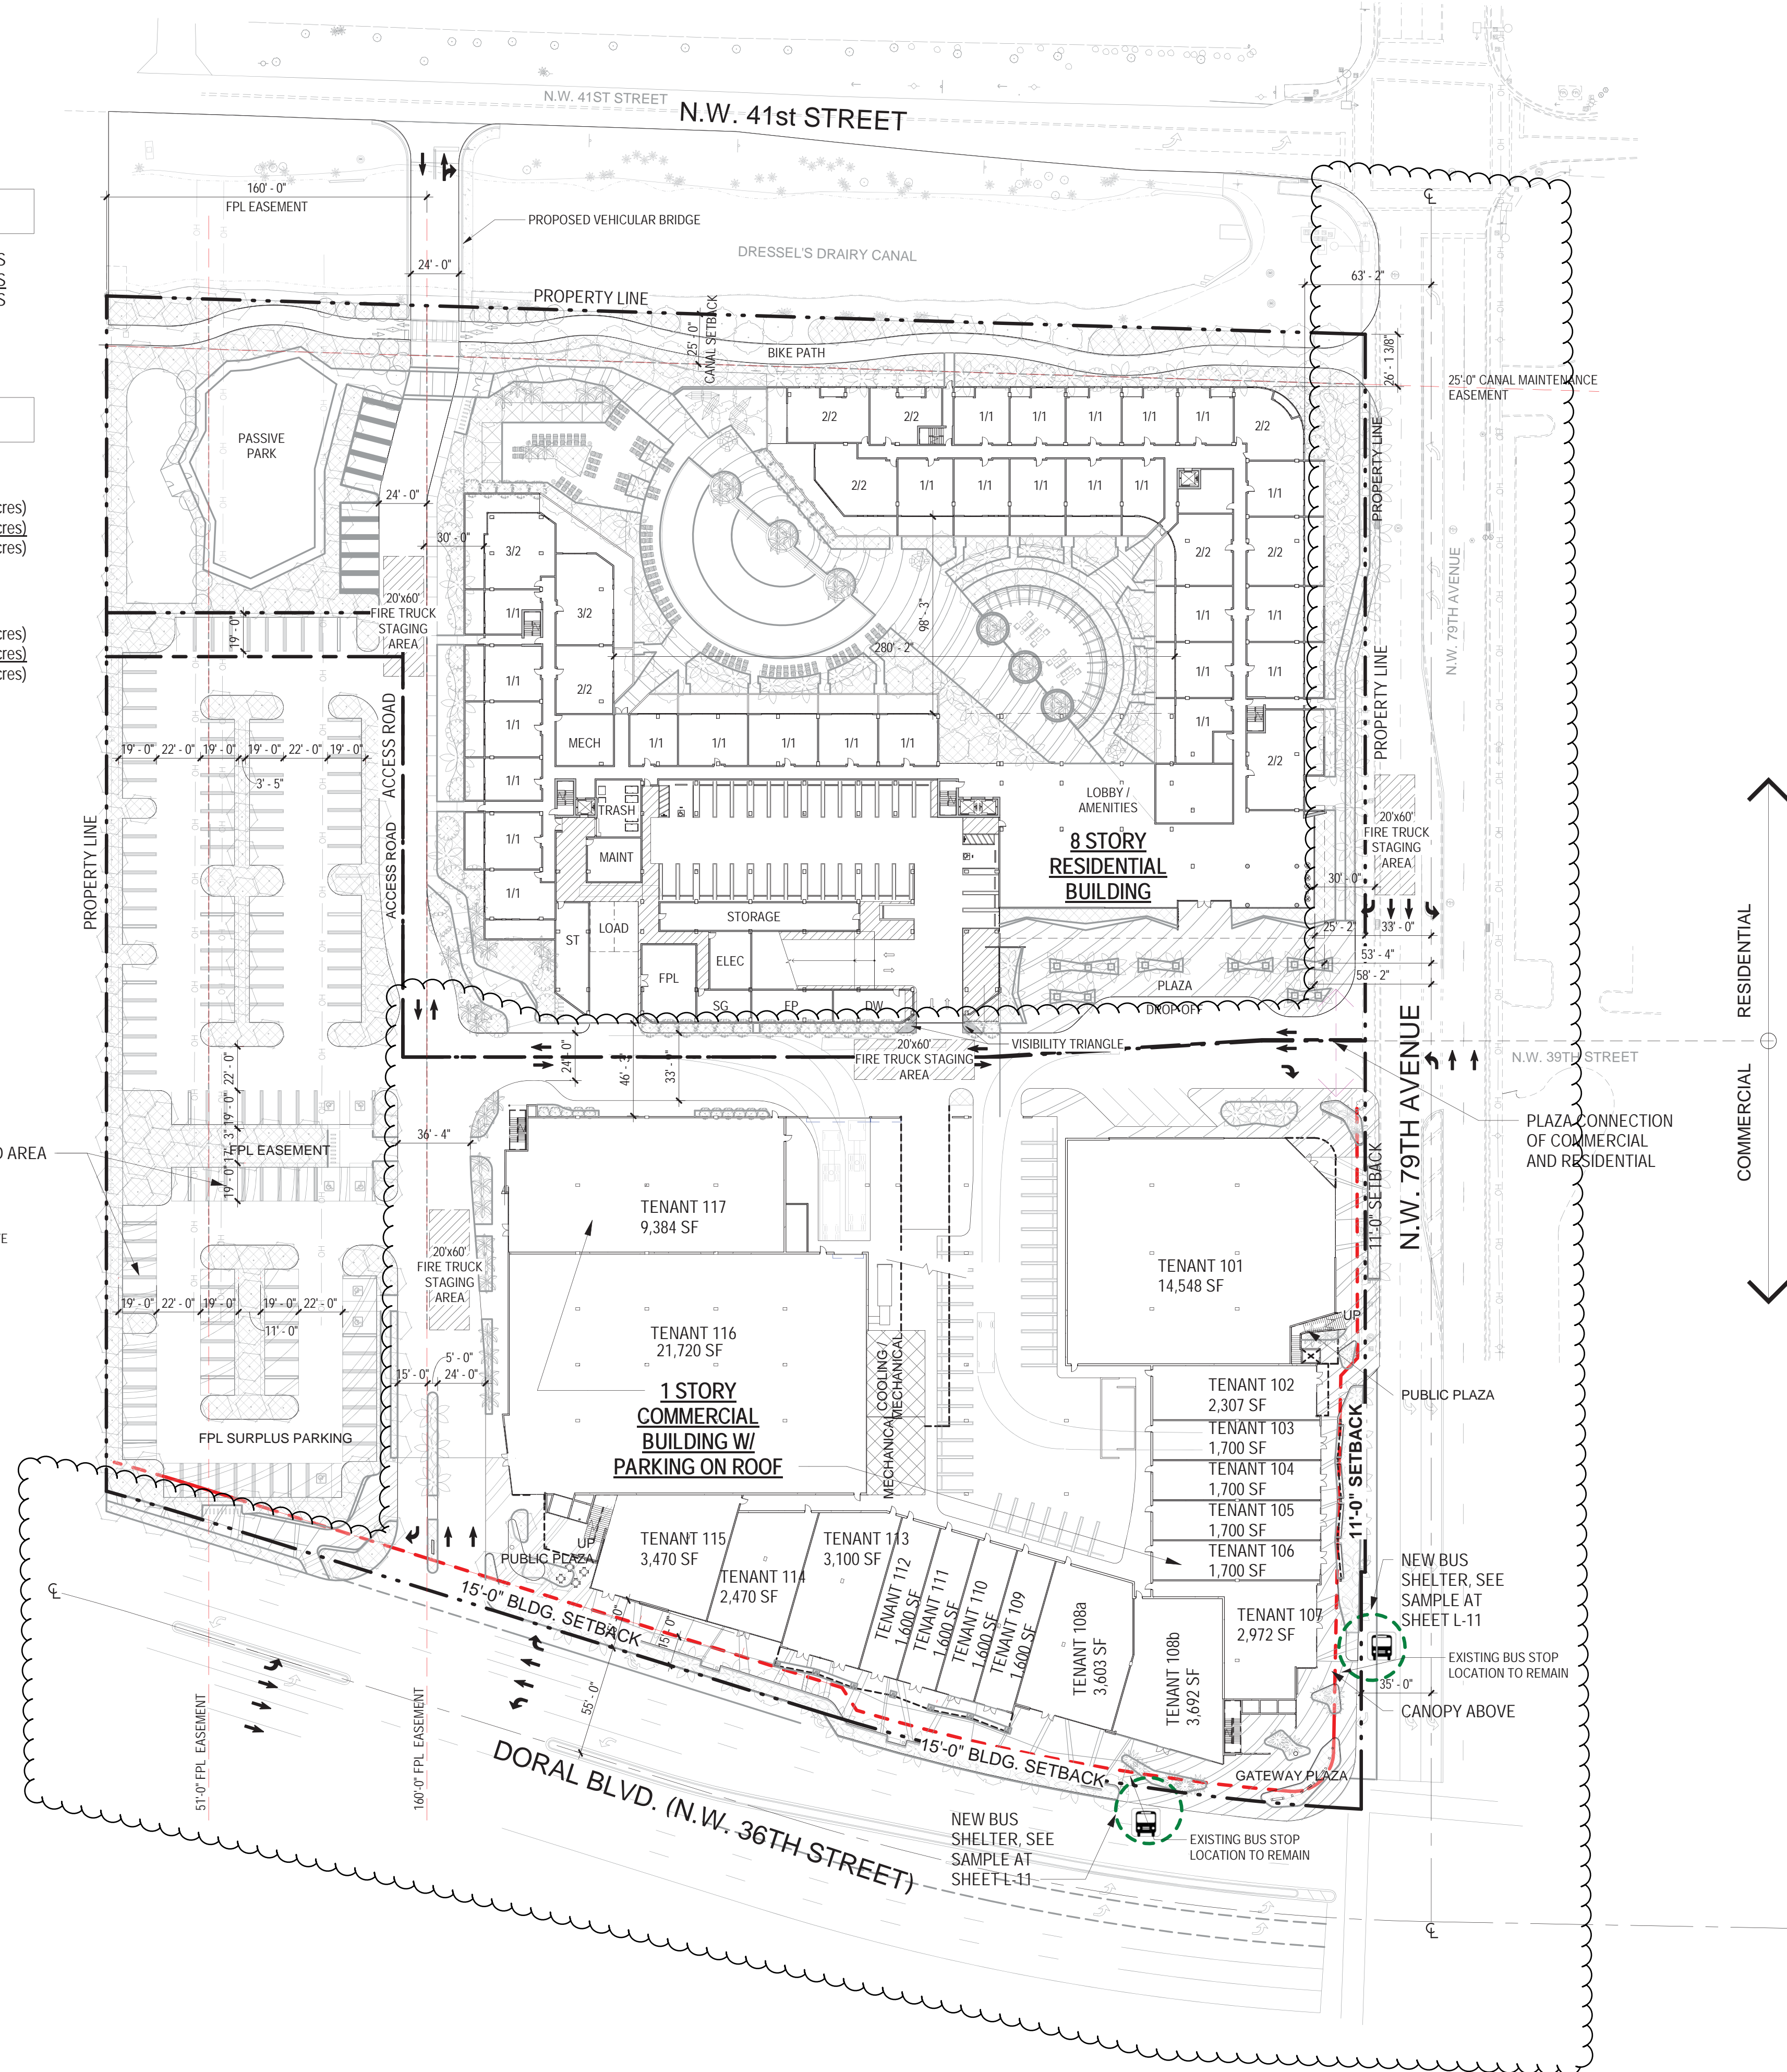 N.W. 41ST STREET
N.W. 41st STREET
160' - 0"
FPL EASEMENT
PROPOSED VEHICULAR BRIDGE
DRESSEL'S DRAIRY CANAL
24' - 0"
63' - 2"
PROPERTY LINE
25' - 0"
CANAL SETBACK
BIKE PATH
26' - 1 3/8"
25'-0" CANAL MAINTENANCE
EASEMENT
PASSIVE
PARK
2/2
2/2
1/1
1/1
1/1
1/1
1/1
2/2
PROPERTY LINE
2/2
1/1
1/1
1/1
1/1
1/1
1/1
cres)
cres)
cres)
24' - 0"
30' - 0"
3/2
2/2
2/2
N.W. 79TH AVENUE
20'x60'
FIRE TRUCK
STAGING
AREA
1/1
3/2
98' - 3"
1/1
1/1
19' - 0"
280' - 2"
cres)
cres)
cres)
1/1
2/2
1/1
1/1
PROPERTY LINE
ACCESS ROAD
1/1
1/1
MECH
1/1
1/1
1/1
1/1
1/1
2/2
19' - 0"
22' - 0"
19' - 0"
19' - 0"
22' - 0"
19' - 0"
3' - 5"
1/1
TRASH
LOBBY /
AMENITIES
PROPERTY LINE
ACCESS ROAD
1/1
MAINT
8 STORY
RESIDENTIAL
BUILDING
20'x60'
FIRE TRUCK
STAGING
AREA
30' - 0"
1/1
STORAGE
RESIDENTIAL
ST
LOAD
25' - 2"
33' - 0"
ELEC
53' - 4"
FPL
58' - 2"
PLAZA
SG
FP
DW
DROP-OFF
N.W. 79TH AVENUE
20'x60'
FIRE TRUCK STAGING
AREA
VISIBILITY TRIANGLE
N.W. 39TH STREET
22' - 0"
24' - 0"
33' - 0"
COMMERCIAL
19' - 0"
17' - 3"
19' - 0"
FPL EASEMENT
36' - 4"
PLAZA CONNECTION
OF COMMERCIAL
AND RESIDENTIAL
D AREA
11'-0" SETBACK
TENANT 117
9,384 SF
20'x60'
FIRE TRUCK
STAGING
AREA
TENANT 101
14,548 SF
19' - 0"
22' - 0"
19' - 0"
19' - 0"
22' - 0"
11' - 0"
UP
TENANT 116
21,720 SF
5' - 0"
15' - 0"
24' - 0"
MECHANICAL COOLING /
MECHANICAL
1 STORY
COMMERCIAL
BUILDING W/
PARKING ON ROOF
TENANT 102
2,307 SF
PUBLIC PLAZA
TENANT 103
1,700 SF
FPL SURPLUS PARKING
TENANT 104
1,700 SF
11'-0" SETBACK
TENANT 105
1,700 SF
TENANT 106
1,700 SF
UP
PUBLIC PLAZA
TENANT 115
3,470 SF
TENANT 114
2,470 SF
TENANT 113
3,100 SF
TENANT 112
1,600 SF
TENANT 111
1,600 SF
TENANT 110
1,600 SF
TENANT 109
1,600 SF
TENANT 108a
3,603 SF
TENANT 108b
3,692 SF
TENANT 107
2,972 SF
NEW BUS
SHELTER, SEE
SAMPLE AT
SHEET L-11
EXISTING BUS STOP
LOCATION TO REMAIN
35' - 0"
CANOPY ABOVE
15'-0" BLDG. SETBACK
15' - 0"
55' - 0"
51'-0" FPL EASEMENT
160'-0" FPL EASEMENT
15'-0" BLDG. SETBACK
GATEWAY PLAZA
DORAL BLVD. (N.W. 36TH STREET)
NEW BUS
SHELTER, SEE
SAMPLE AT
SHEET L-11
EXISTING BUS STOP
LOCATION TO REMAIN